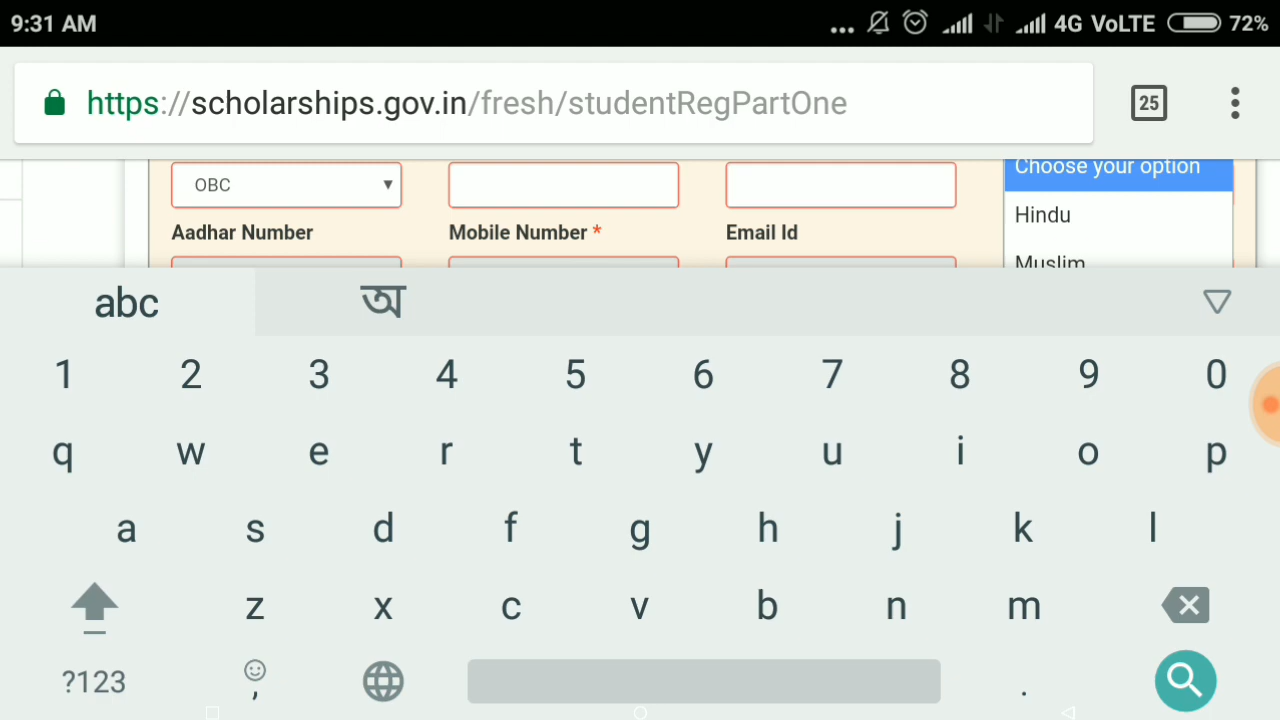 9:31 AM ... 4G VoLTE 72%
https://scholarships.gov.in/fresh/studentRegPartOne 25
OBC Choose your option
Hindu
Aadhar Number Mobile Number * Email Id
Muslim
abc অ
1 2 3 4 5 6 7 8 9 0
q w e r t y u i o p
a s d f g h j k l
z x c v b n m
?123 , .